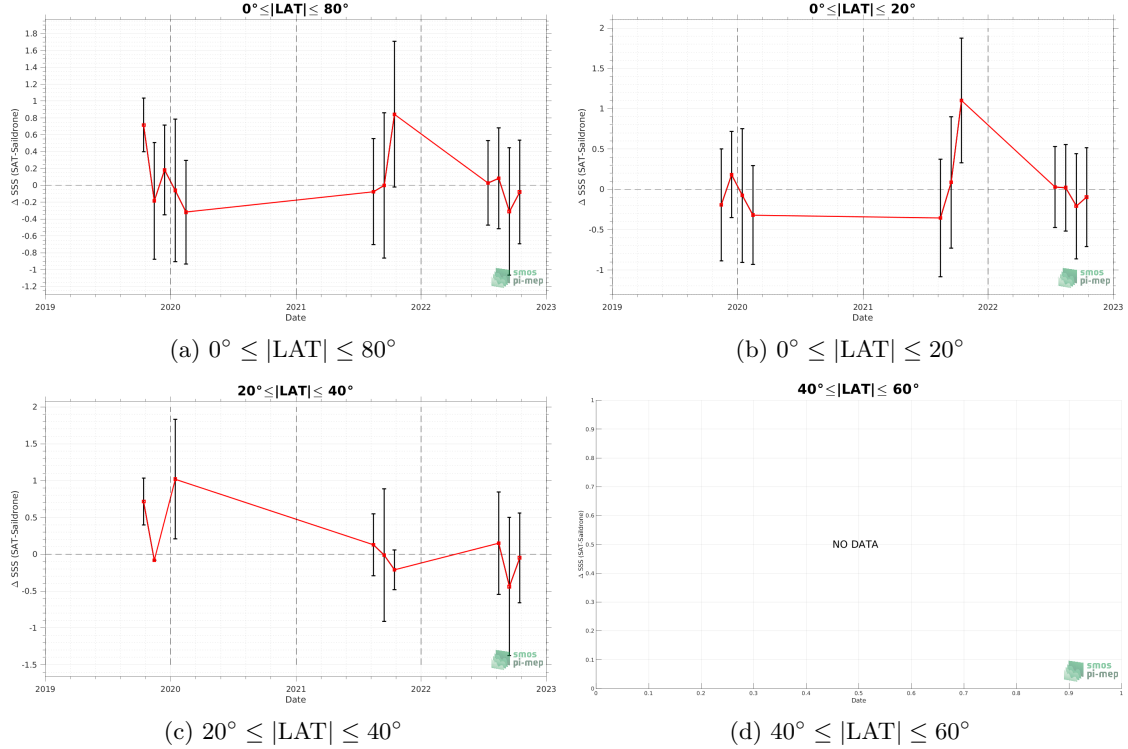 0°≤|LAT|≤ 80°
1.8
1.6
1.4
1.2
1
0.8
0.6
0.4
0.2
0
-0.2
-0.4
-0.6
-0.8
-1
-1.2
Δ SSS (SAT-Saildrone)
2019
2020
2021
2022
2023
Date
smos
pi-mep
(a) 0° ≤ |LAT| ≤ 80°
0°≤|LAT|≤ 20°
2
1.5
1
0.5
0
-0.5
-1
Δ SSS (SAT-Saildrone)
2019
2020
2021
2022
2023
Date
smos
pi-mep
(b) 0° ≤ |LAT| ≤ 20°
20°≤|LAT|≤ 40°
2
1.5
1
0.5
0
-0.5
-1
-1.5
Δ SSS (SAT-Saildrone)
2019
2020
2021
2022
2023
Date
smos
pi-mep
(c) 20° ≤ |LAT| ≤ 40°
40°≤|LAT|≤ 60°
1
0.9
0.8
0.7
0.6
0.5
0.4
0.3
0.2
0.1
0
Δ SSS (SAT-Saildrone)
NO DATA
0
0.1
0.2
0.3
0.4
0.5
0.6
0.7
0.8
0.9
1
Date
smos
pi-mep
(d) 40° ≤ |LAT| ≤ 60°